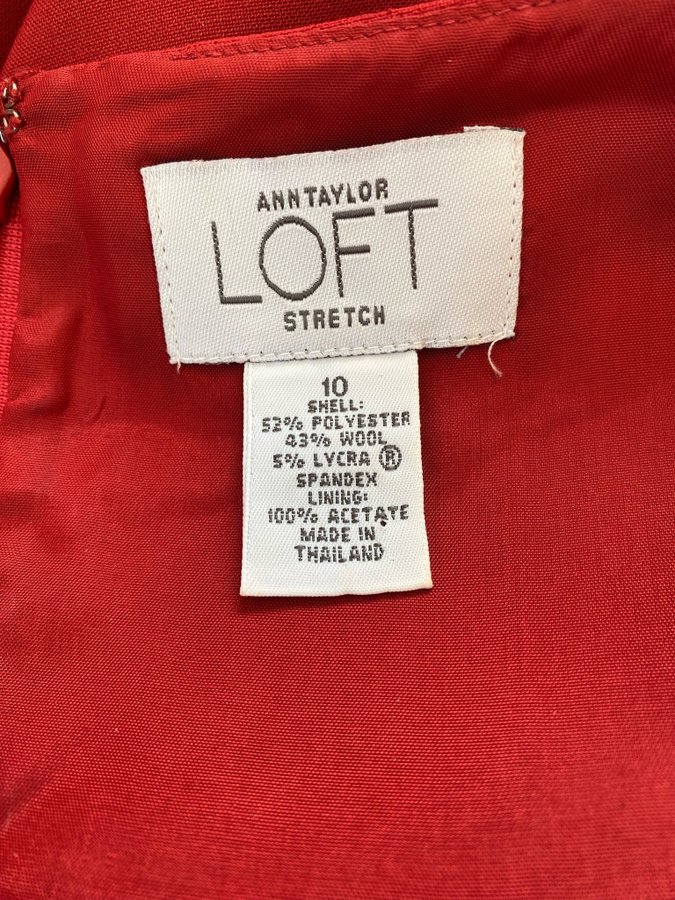 ANNTAYLOR
LOFT
STRETCH
10
SHELL:
52% POLYESTER
43% WOOL
5% LYCRA ®
SPANDEX
LINING:
100% ACETATE
MADE IN
THAILAND